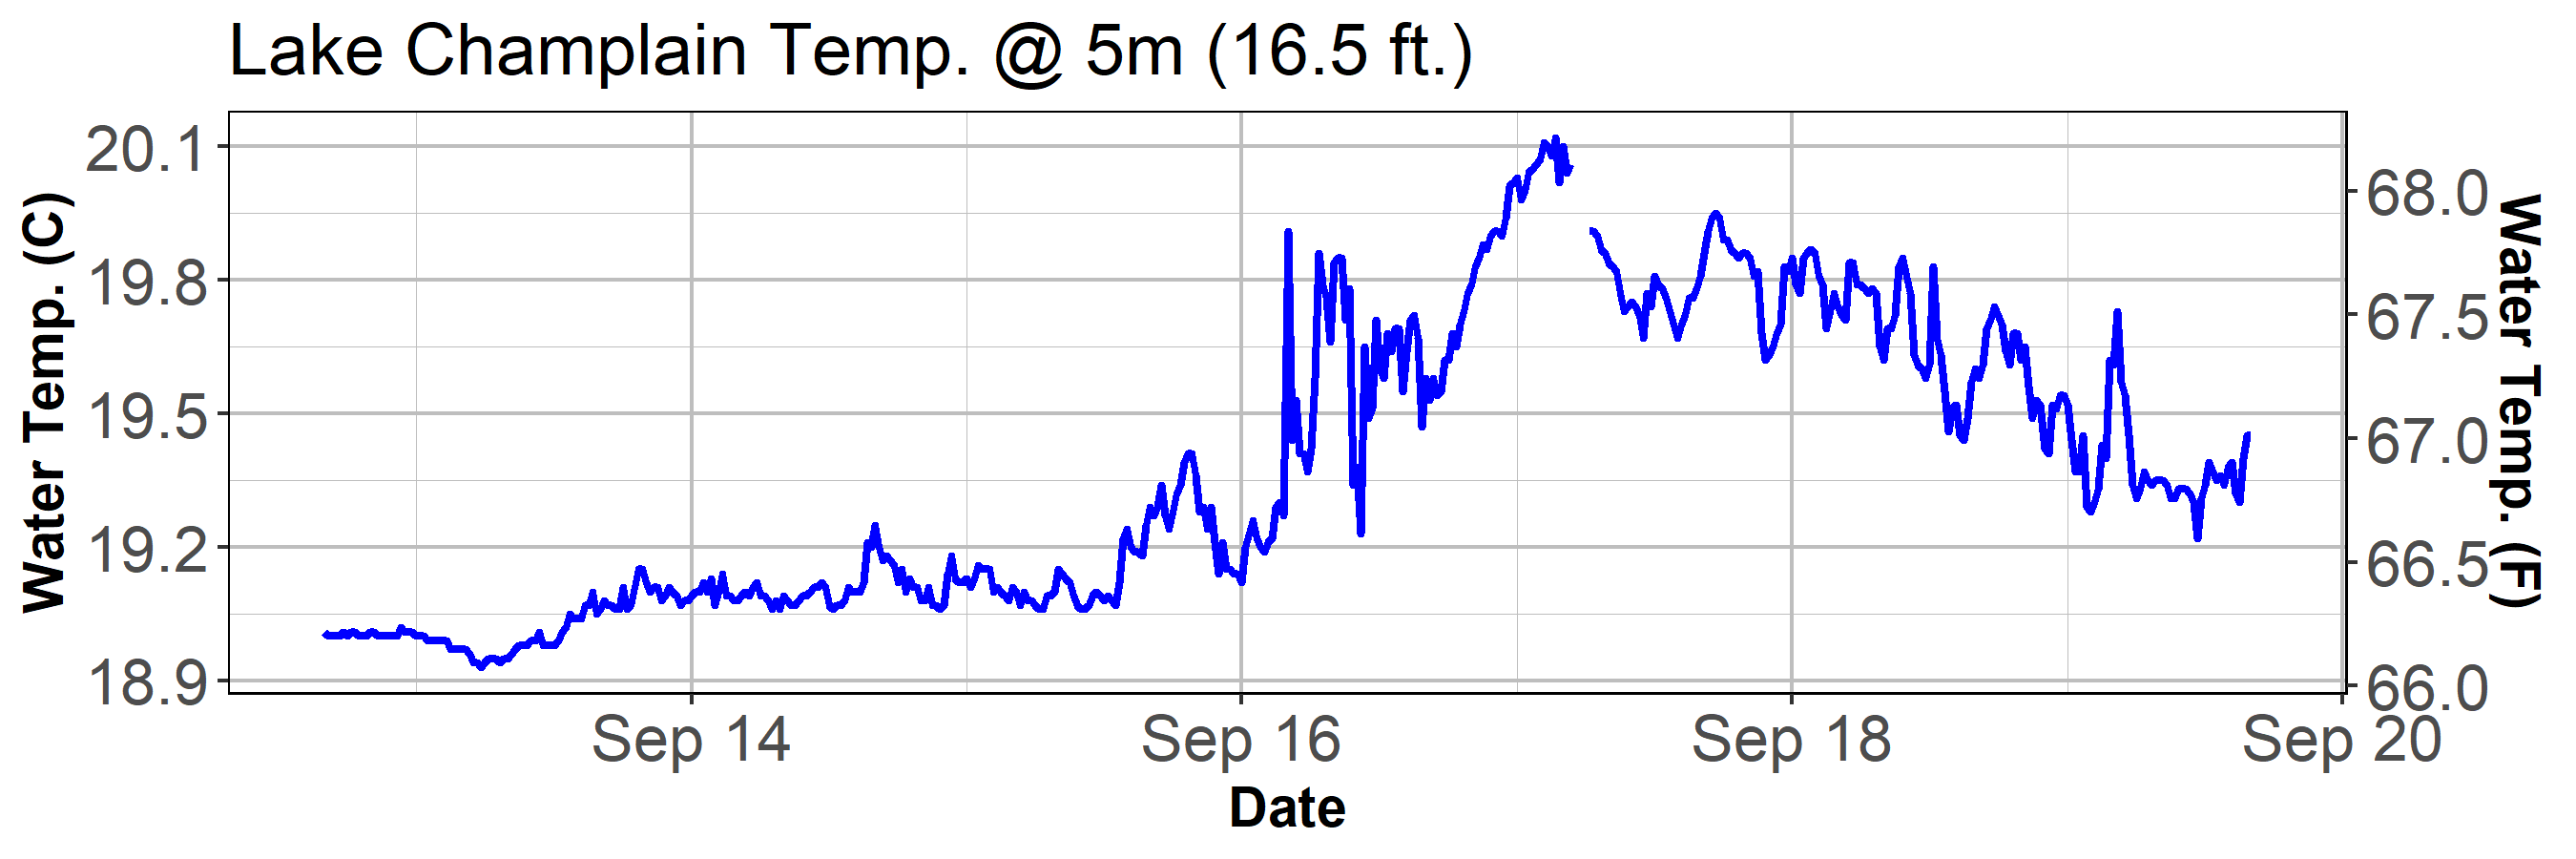 Lake Champlain Temp. @ 5m (16.5 ft.)
Water Temp. (C)
20.1
19.8
19.5
19.2
18.9
68.0
67.5
67.0
66.5
66.0
Water Temp. (F)
Sep 14
Sep 16
Sep 18
Sep 20
Date